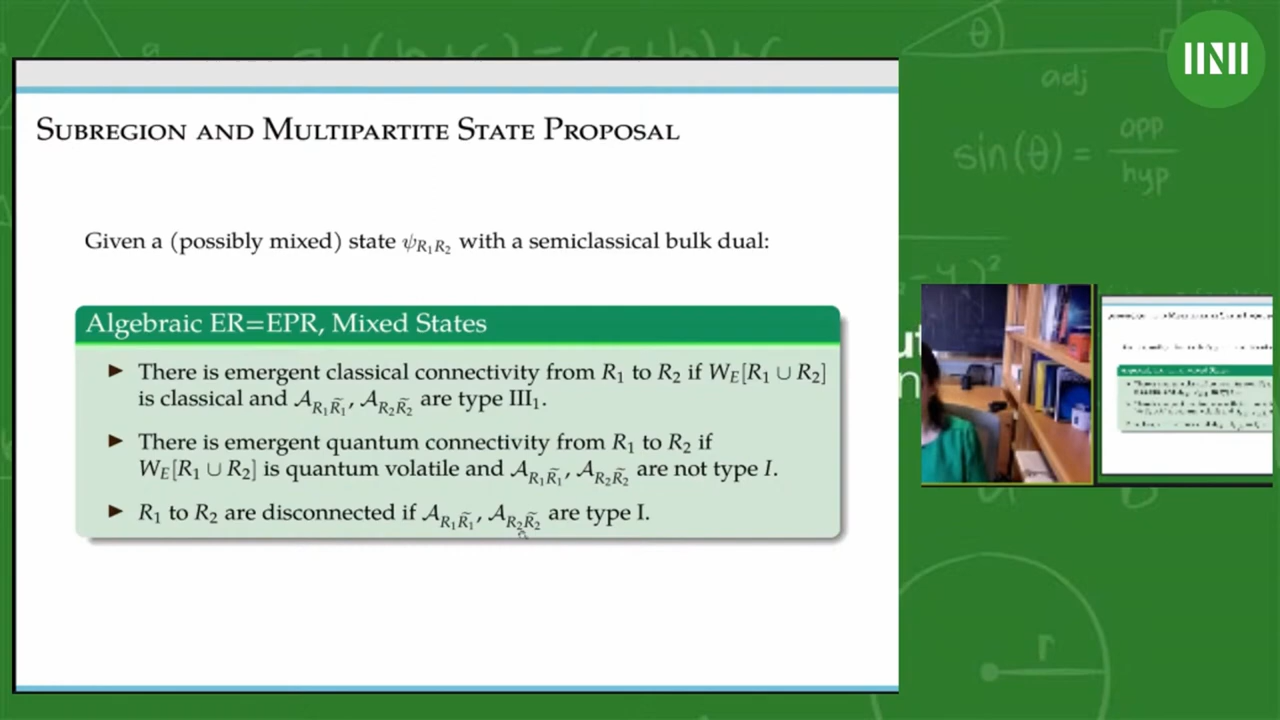 SUBREGION AND MULTIPARTITE STATE PROPOSAL
Given a (possibly mixed) state ψ_{R₁R₂} with a semiclassical bulk dual:
Algebraic ER=EPR, Mixed States
▶ There is emergent classical connectivity from R₁ to R₂ if W_E[R₁ ∪ R₂]
is classical and 𝒜_{R₁R̃₁}, 𝒜_{R₂R̃₂} are type III₁.
▶ There is emergent quantum connectivity from R₁ to R₂ if
W_E[R₁ ∪ R₂] is quantum volatile and 𝒜_{R₁R̃₁}, 𝒜_{R₂R̃₂} are not type I.
▶ R₁ to R₂ are disconnected if 𝒜_{R₁R̃₁}, 𝒜_{R₂R̃₂} are type I.
θ
adj
sin(θ) = opp
hyp
r